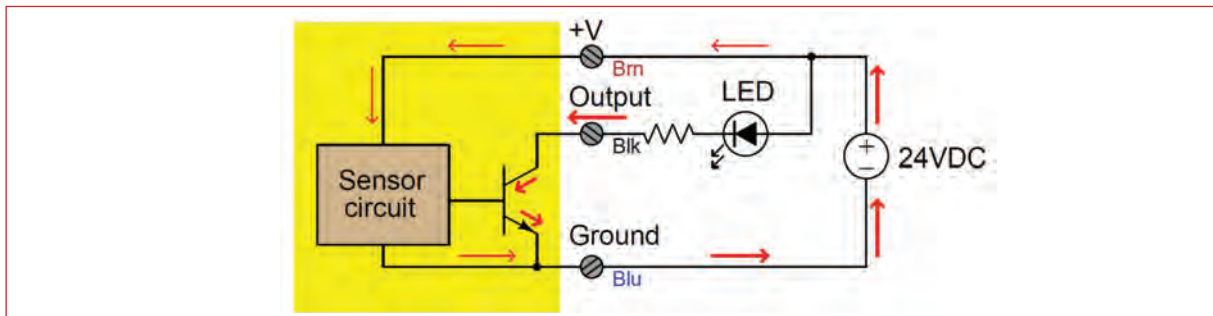 +V
Brn
Output
LED
Blk
+
−
24VDC
Sensor
circuit
Ground
Blu